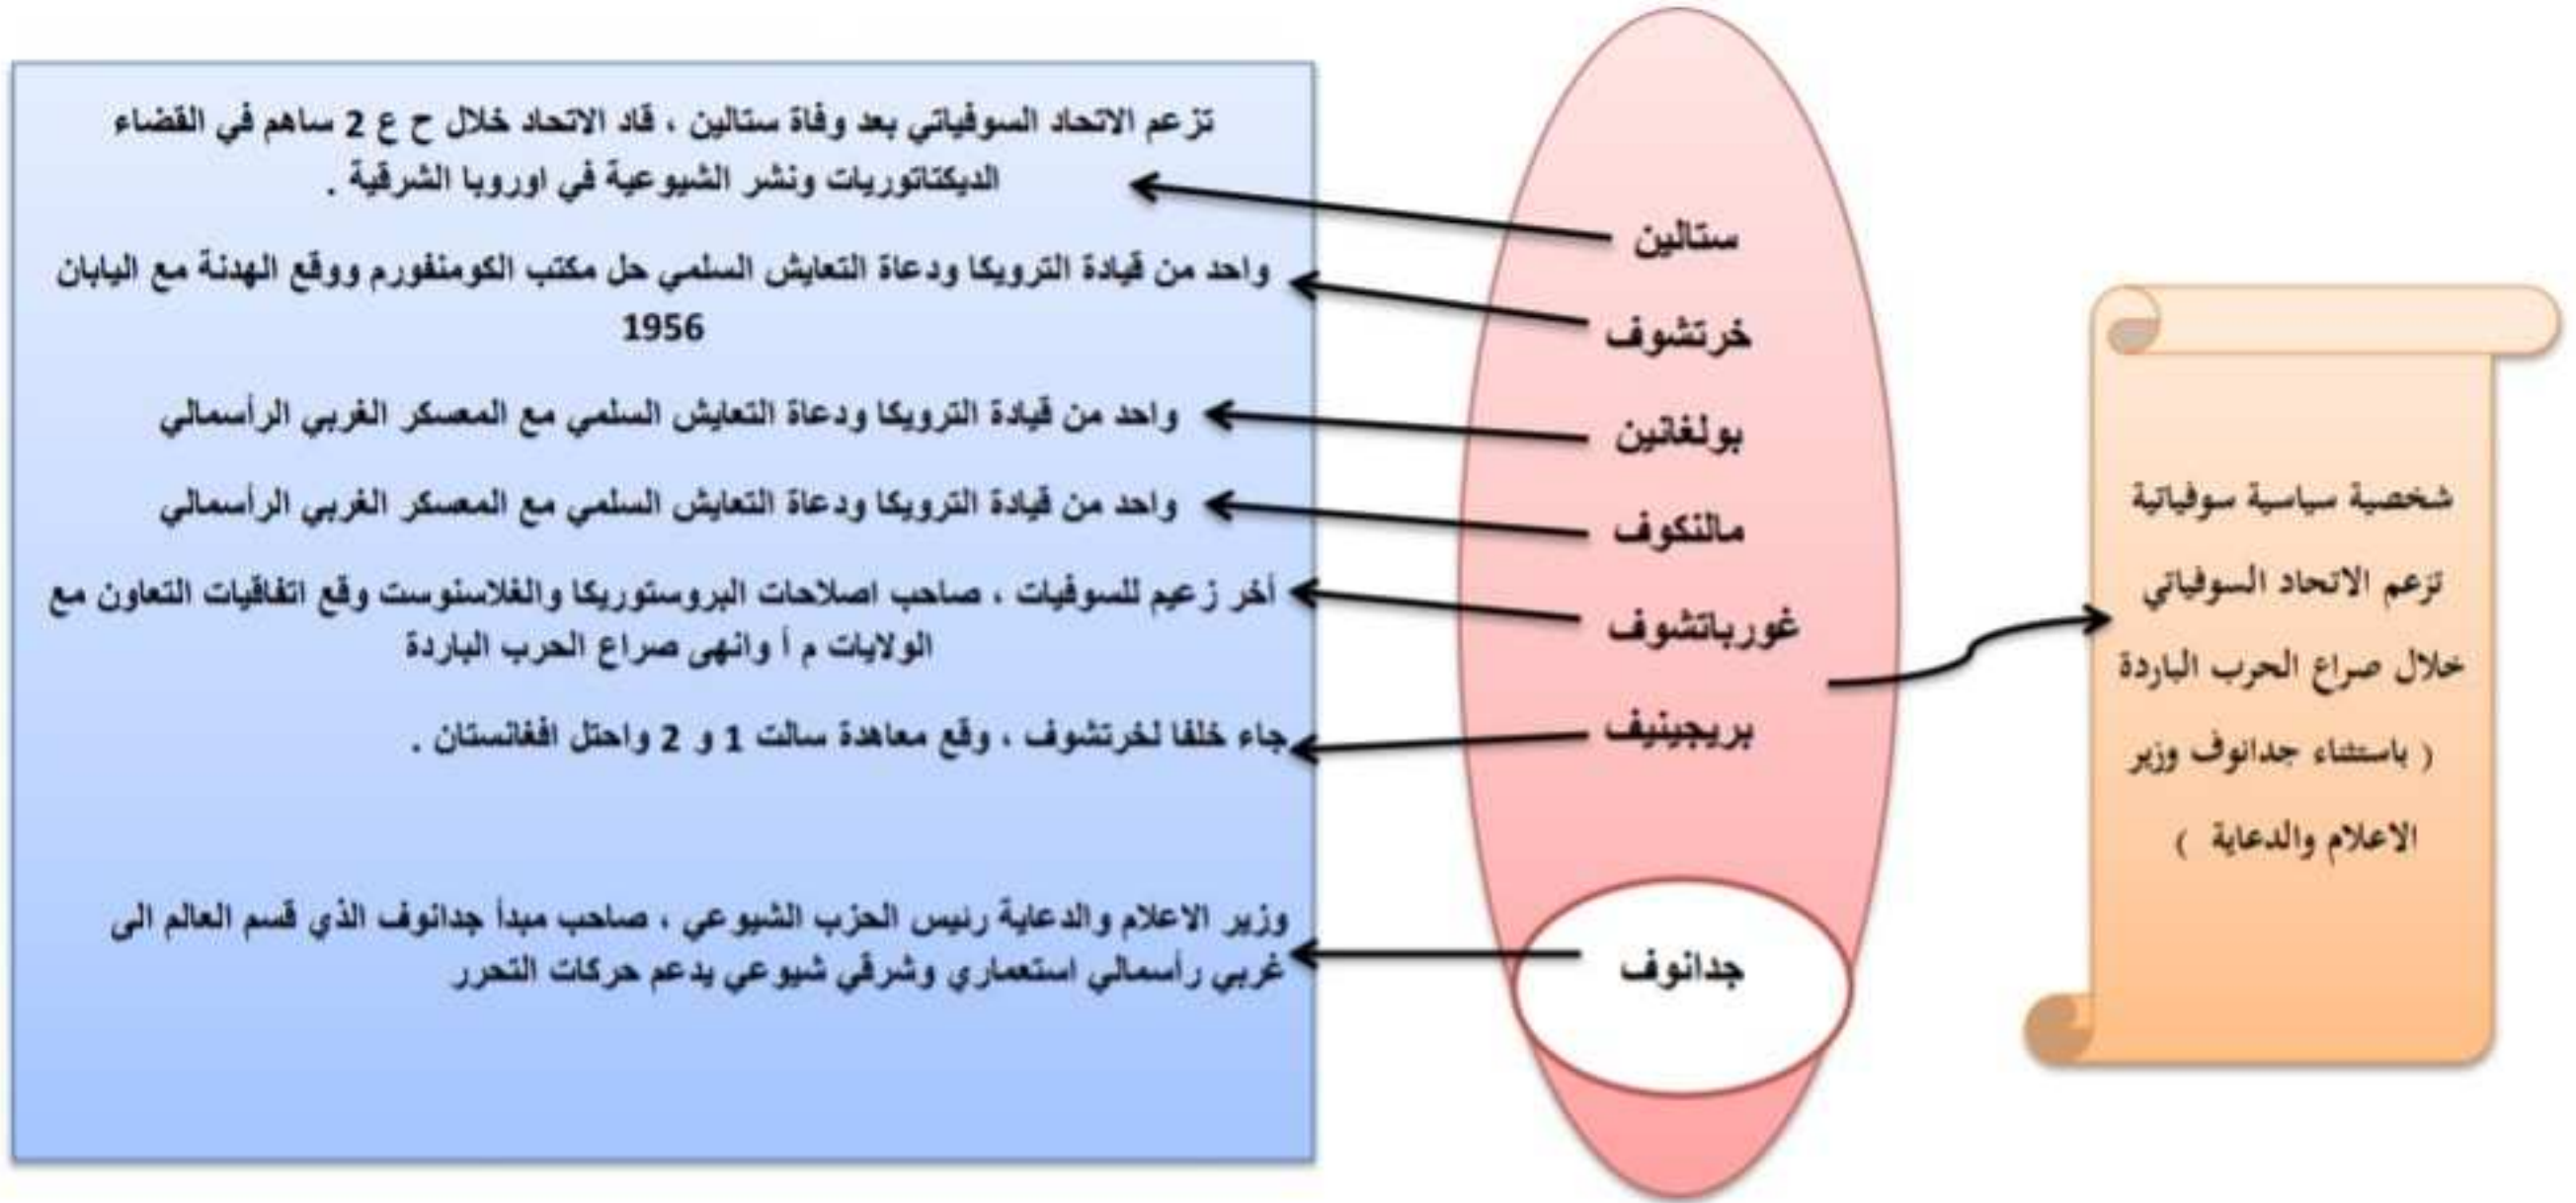 شخصية سياسية سوفياتية
تزعم الاتحاد السوفياتي
خلال صراع الحرب الباردة
( باستثناء جدانوف وزير
الاعلام والدعاية )
ستالين
خرتشوف
بولغانين
مالنكوف
غورباتشوف
بريجينيف
جدانوف
تزعم الاتحاد السوفياتي بعد وفاة ستالين ، قاد الاتحاد خلال ح ع 2 ساهم في القضاء
الديكتاتوريات ونشر الشيوعية في اوروبا الشرقية .
واحد من قيادة الترويكا ودعاة التعايش السلمي حل مكتب الكومنفورم ووقع الهدنة مع اليابان
1956
واحد من قيادة الترويكا ودعاة التعايش السلمي مع المعسكر الغربي الرأسمالي
واحد من قيادة الترويكا ودعاة التعايش السلمي مع المعسكر الغربي الرأسمالي
أخر زعيم للسوفيات ، صاحب اصلاحات البروستوريكا والغلاسنوست وقع اتفاقيات التعاون مع
الولايات م أ وانهى صراع الحرب الباردة
جاء خلفا لخرتشوف ، وقع معاهدة سالت 1 و 2 واحتل افغانستان .
وزير الاعلام والدعاية رئيس الحزب الشيوعي ، صاحب مبدأ جدانوف الذي قسم العالم الى
غربي رأسمالي استعماري وشرقي شيوعي يدعم حركات التحرر